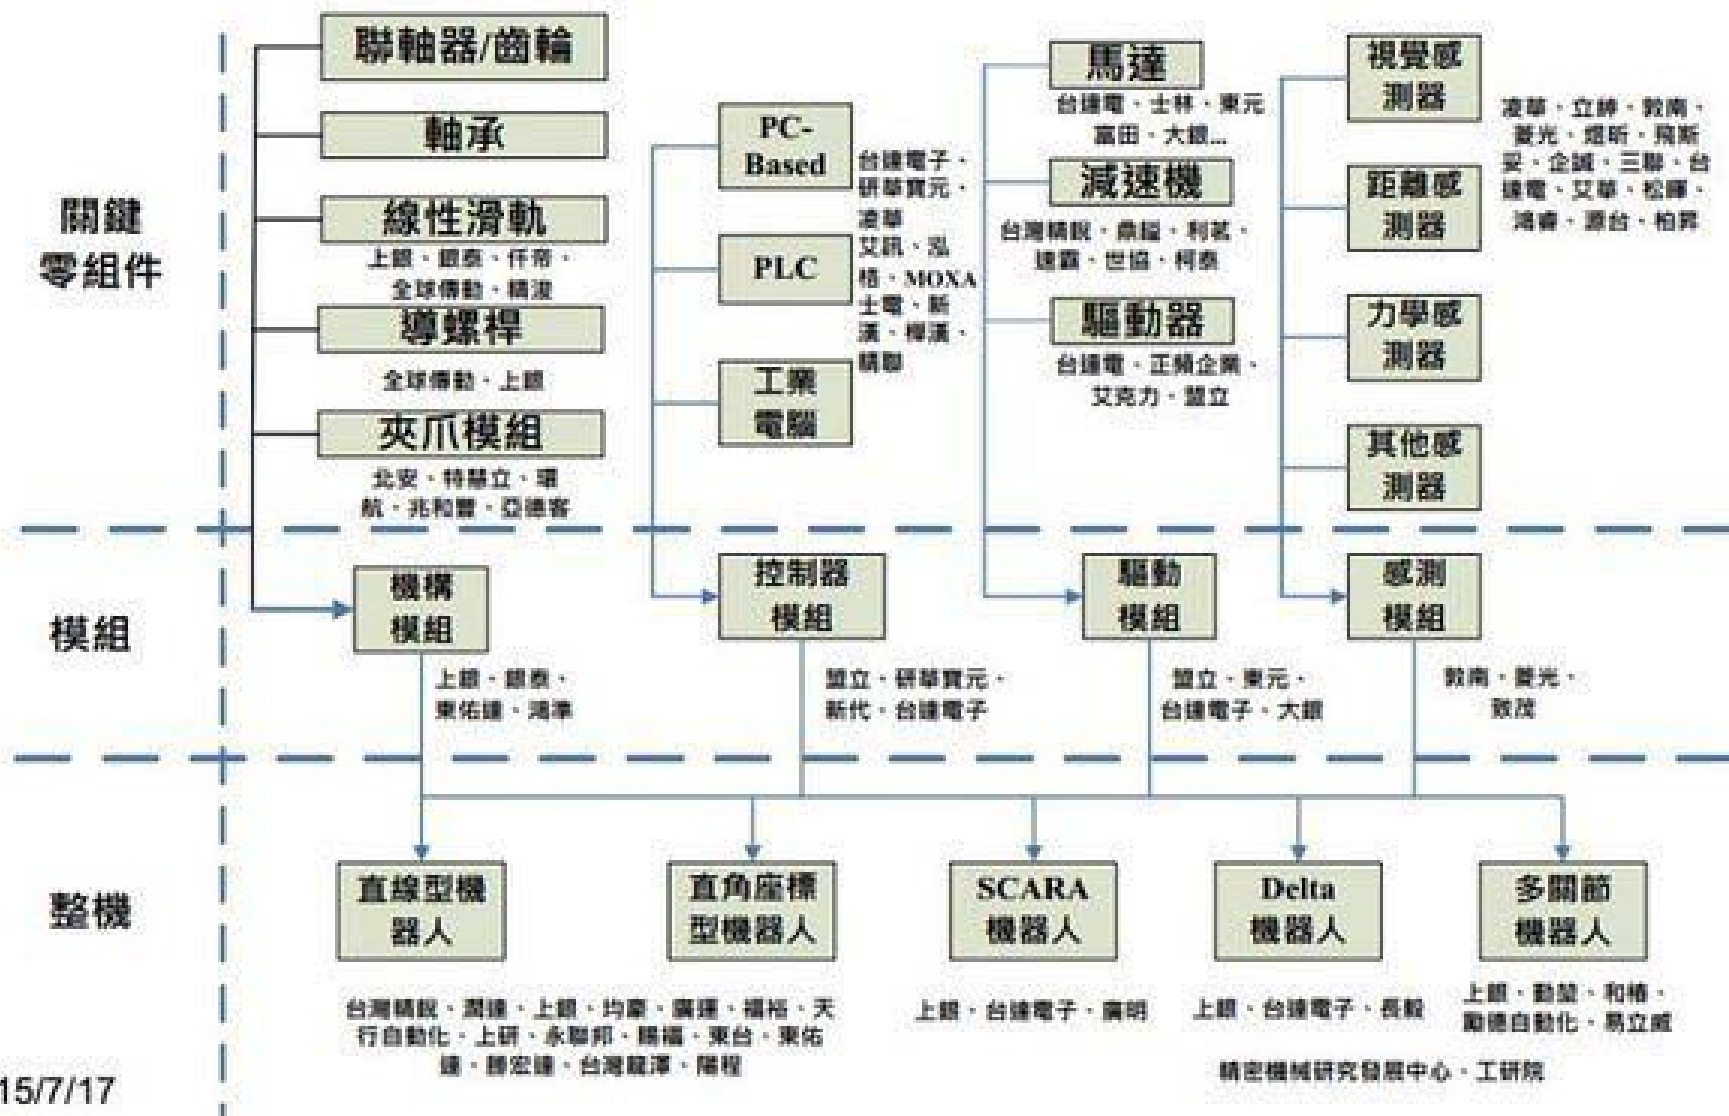 關鍵
零組件
聯軸器/齒輪
軸承
線性滑軌
上銀、銀泰、仟帝、
全球傳動、精浚
導螺桿
全球傳動、上銀
夾爪模組
北安、特慧立、環
航、兆和豐、亞德客
PC-
Based
PLC
工業
電腦
台達電子、
研華寶元、
凌華
艾訊、泓
格、MOXA
士電、新
漢、樺漢、
精聯
馬達
台達電、士林、東元
富田、大銀...
減速機
台灣精銳、鼎鎰、利茗、
速霸、世協、柯泰
驅動器
台達電、正頻企業、
艾克力、盟立
視覺感
測器
距離感
測器
力學感
測器
其他感
測器
凌華、立紳、敦南、
菱光、煜昕、飛斯
妥、企誠、三聯、台
達電、艾華、松暉、
鴻睿、源台、柏昇
模組
機構
模組
上銀、銀泰、
東佑達、鴻準
控制器
模組
盟立、研華寶元、
新代、台達電子
驅動
模組
盟立、東元、
台達電子、大銀
感測
模組
敦南、菱光、
致茂
整機
直線型機
器人
直角座標
型機器人
SCARA
機器人
Delta
機器人
多關節
機器人
台灣精銳、潤達、上銀、均豪、廣運、福裕、天
行自動化、上研、永聯邦、賜福、東台、東佑
達、勝宏達、台灣龍澤、陽程
上銀、台達電子、廣明
上銀、台達電子、長毅
上銀、勤堃、和椿、
勵德自動化、易立威
精密機械研究發展中心、工研院
15/7/17